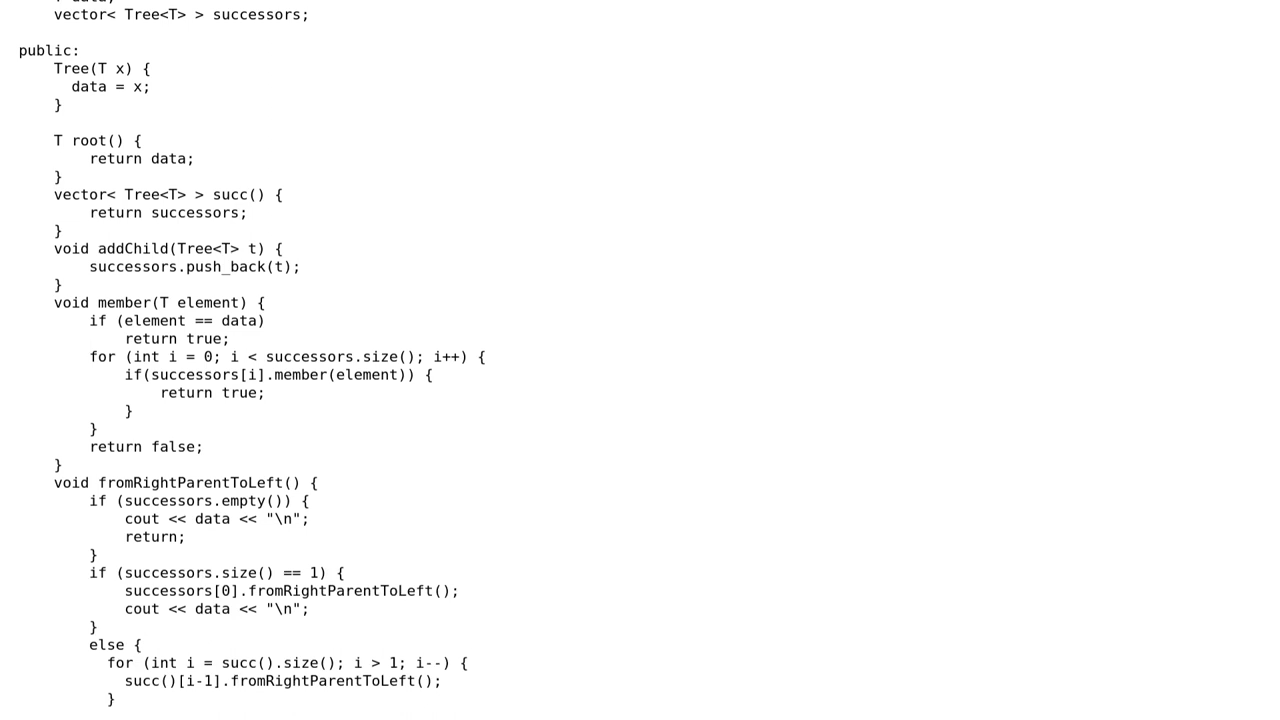 vector< Tree<T> > successors;
public:
Tree(T x) {
data = x;
}
T root() {
return data;
}
vector< Tree<T> > succ() {
return successors;
}
void addChild(Tree<T> t) {
successors.push_back(t);
}
void member(T element) {
if (element == data)
return true;
for (int i = 0; i < successors.size(); i++) {
if(successors[i].member(element)) {
return true;
}
}
return false;
}
void fromRightParentToLeft() {
if (successors.empty()) {
cout << data << "\n";
return;
}
if (successors.size() == 1) {
successors[0].fromRightParentToLeft();
cout << data << "\n";
}
else {
for (int i = succ().size(); i > 1; i--) {
succ()[i-1].fromRightParentToLeft();
}